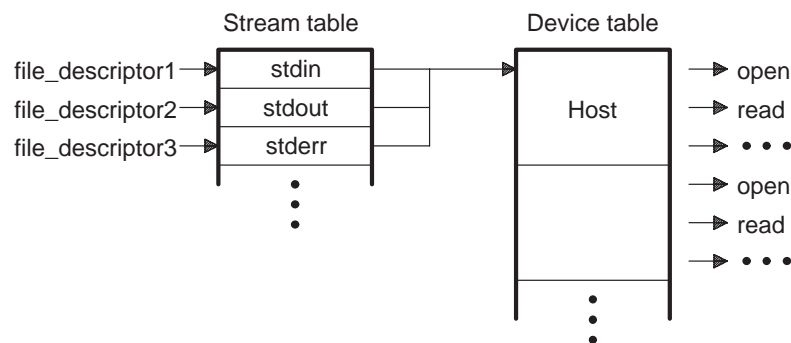 Stream table
Device table
file_descriptor1
stdin
open
file_descriptor2
stdout
Host
read
file_descriptor3
stderr
open
read